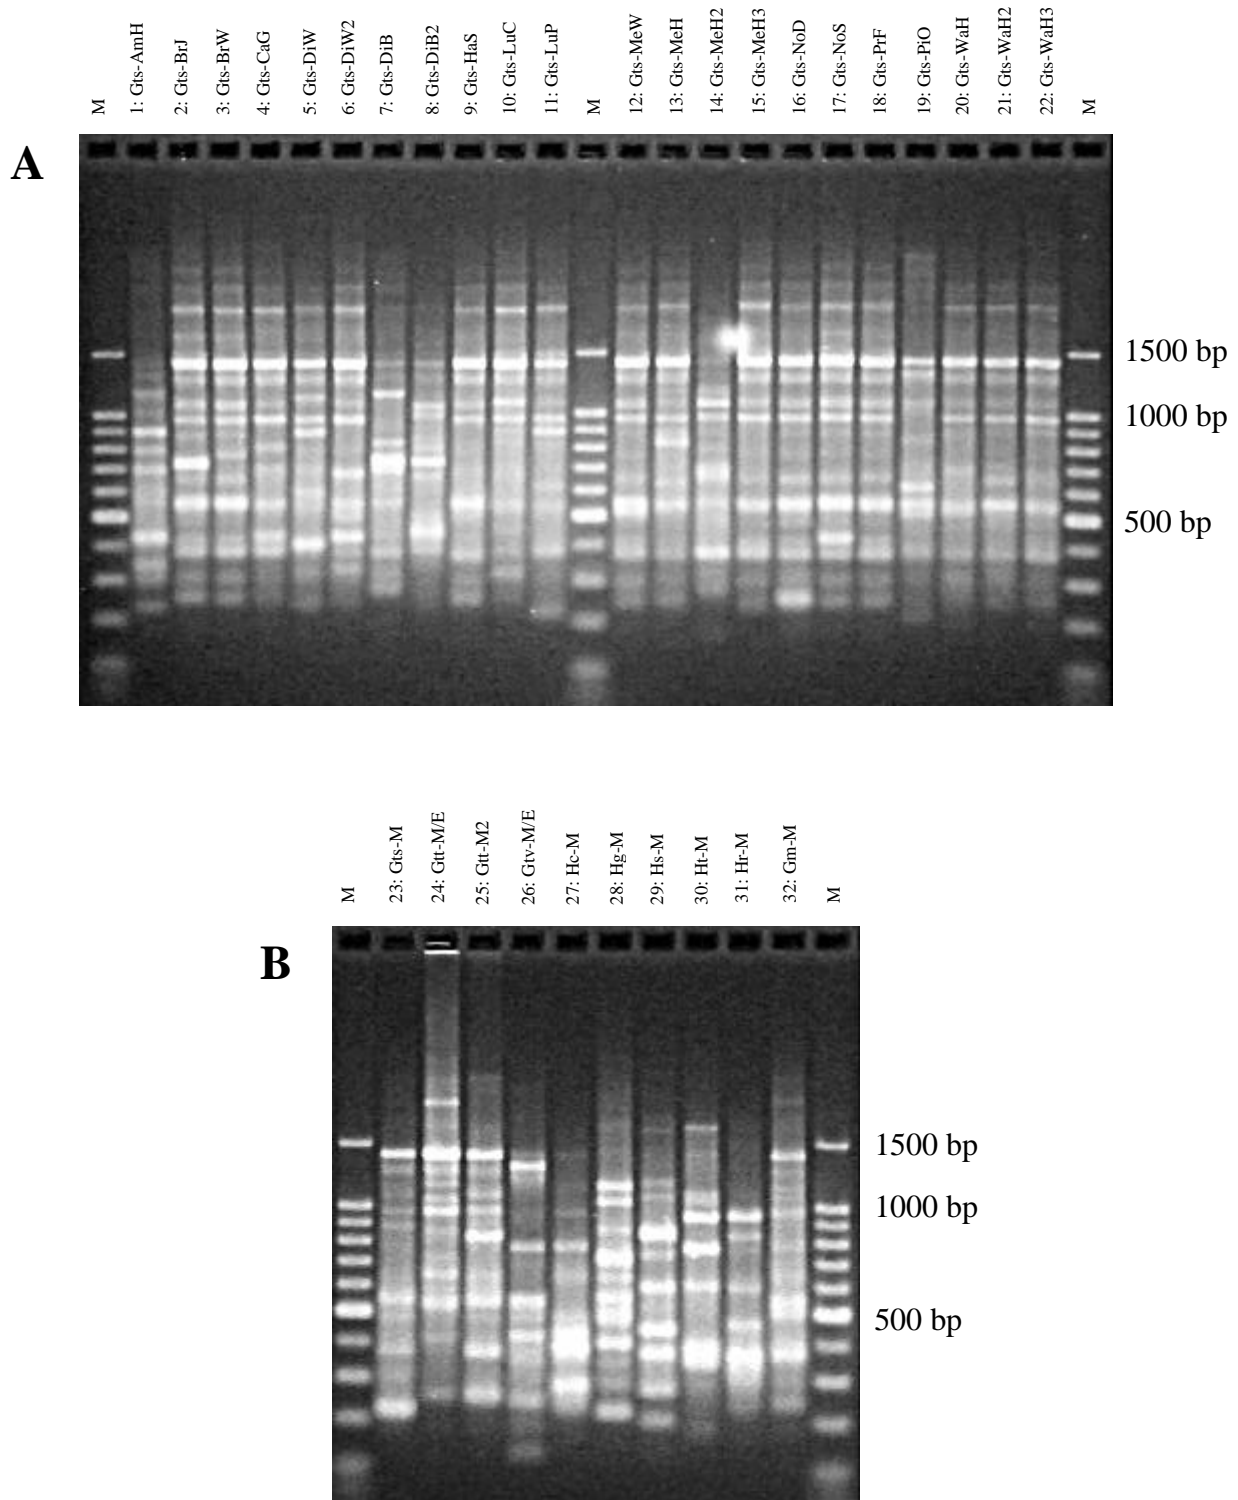 M
1: Gts-AmH
2: Gts-BrJ
3: Gts-BrW
4: Gts-CaG
5: Gts-DiW
6: Gts-DiW2
7: Gts-DiB
8: Gts-DiB2
9: Gts-HaS
10: Gts-LuC
11: Gts-LuP
M
12: Gts-MeW
13: Gts-MeH
14: Gts-MeH2
15: Gts-MeH3
16: Gts-NoD
17: Gts-NoS
18: Gts-PrF
19: Gts-PiO
20: Gts-WaH
21: Gts-WaH2
22: Gts-WaH3
M
A
1500 bp
1000 bp
500 bp
M
23: Gts-M
24: Gtt-M/E
25: Gtt-M2
26: Gtv-M/E
27: Hc-M
28: Hg-M
29: Hs-M
30: Ht-M
31: Hr-M
32: Gm-M
M
B
1500 bp
1000 bp
500 bp